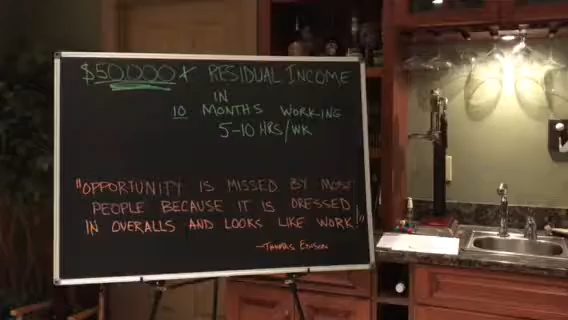 $50,000+ RESIDUAL INCOME
IN
10 MONTHS WORKING
5-10 HRS/WK
"OPPORTUNITY IS MISSED BY MOST
PEOPLE BECAUSE IT IS DRESSED
IN OVERALLS AND LOOKS LIKE WORK!"
-THOMAS EDISON